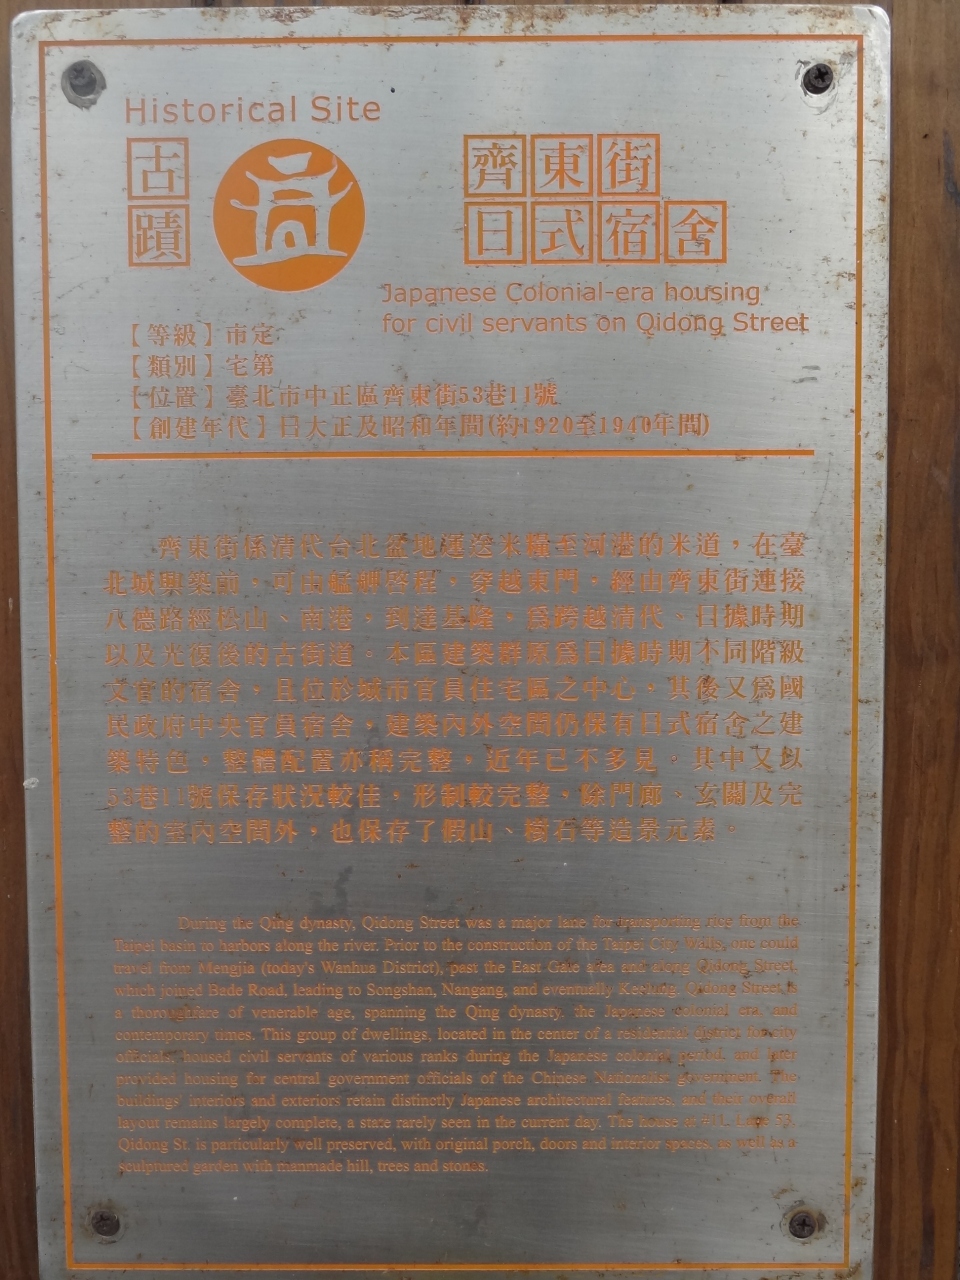 Historical Site
古蹟
齊東街
日式宿舍
Japanese Colonial-era housing
for civil servants on Qidong Street
【等級】市定
【類別】宅第
【位置】臺北市中正區齊東街53巷11號
【創建年代】日大正及昭和年間(約1920至1940年間)
齊東街係清代台北盆地運送米糧至河港的米道，在臺
北城興築前，可由艋舺啓程，穿越東門，經由齊東街連接
八德路經松山、南港，到達基隆，爲跨越清代、日據時期
以及光復後的古街道。本區建築群原爲日據時期不同階級
文官的宿舍，且位於城市官員住宅區之中心，其後又爲國
民政府中央官員宿舍，建築內外空間仍保有日式宿舍之建
築特色，整體配置亦稱完整，近年已不多見。其中又以
53巷11號保存狀況較佳，形制較完整，除門廊、玄關及完
整的室內空間外，也保存了假山、樹石等造景元素。
During the Qing dynasty, Qidong Street was a major lane for transporting rice from the
Taipei basin to harbors along the river. Prior to the construction of the Taipei City Walls, one could
travel from Mengjia (today's Wanhua District), past the East Gate area and along Qidong Street,
which joined Bade Road, leading to Songshan, Nangang, and eventually Keelung. Qidong Street is
a thoroughfare of venerable age, spanning the Qing dynasty, the Japanese colonial era, and
contemporary times. This group of dwellings, located in the center of a residential district for city
officials, housed civil servants of various ranks during the Japanese colonial period, and later
provided housing for central government officials of the Chinese Nationalist government. The
buildings' interiors and exteriors retain distinctly Japanese architectural features, and their overall
layout remains largely complete, a state rarely seen in the current day. The house at #11, Lane 53,
Qidong St. is particularly well preserved, with original porch, doors and interior spaces, as well as a
sculptured garden with manmade hill, trees and stones.